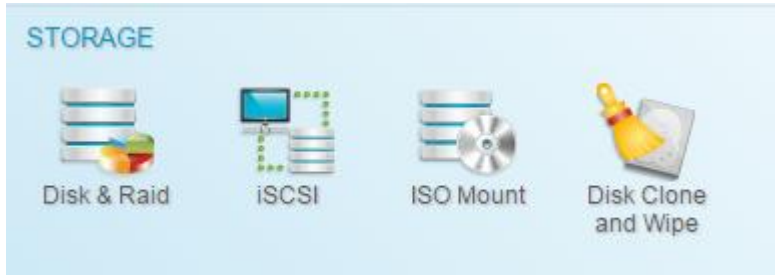 STORAGE
Disk & Raid
iSCSI
ISO Mount
Disk Clone
and Wipe